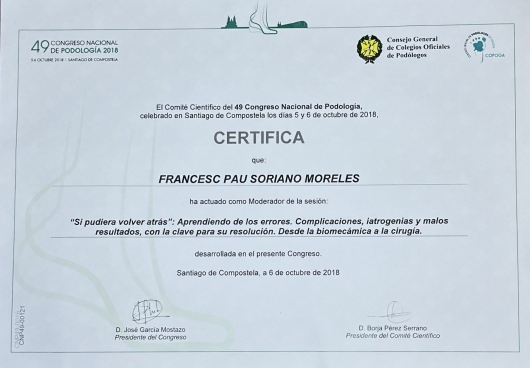 49 CONGRESO NACIONAL
DE PODOLOGÍA 2018
5-6 OCTUBRE 2018 | SANTIAGO DE COMPOSTELA
Consejo General
de Colegios Oficiales
de Podólogos
COPOGA
El Comité Científico del 49 Congreso Nacional de Podología,
celebrado en Santiago de Compostela los días 5 y 6 de octubre de 2018,
CERTIFICA
que:
FRANCESC PAU SORIANO MORELES
ha actuado como Moderador de la sesión:
"Si pudiera volver atrás": Aprendiendo de los errores. Complicaciones, iatrogenias y malos
resultados, con la clave para su resolución. Desde la biomecámica a la cirugía.
desarrollada en el presente Congreso.
Santiago de Compostela, a 6 de octubre de 2018
D. José García Mostazo
Presidente del Congreso
D. Borja Pérez Serrano
Presidente del Comité Científico
CNP49-00121